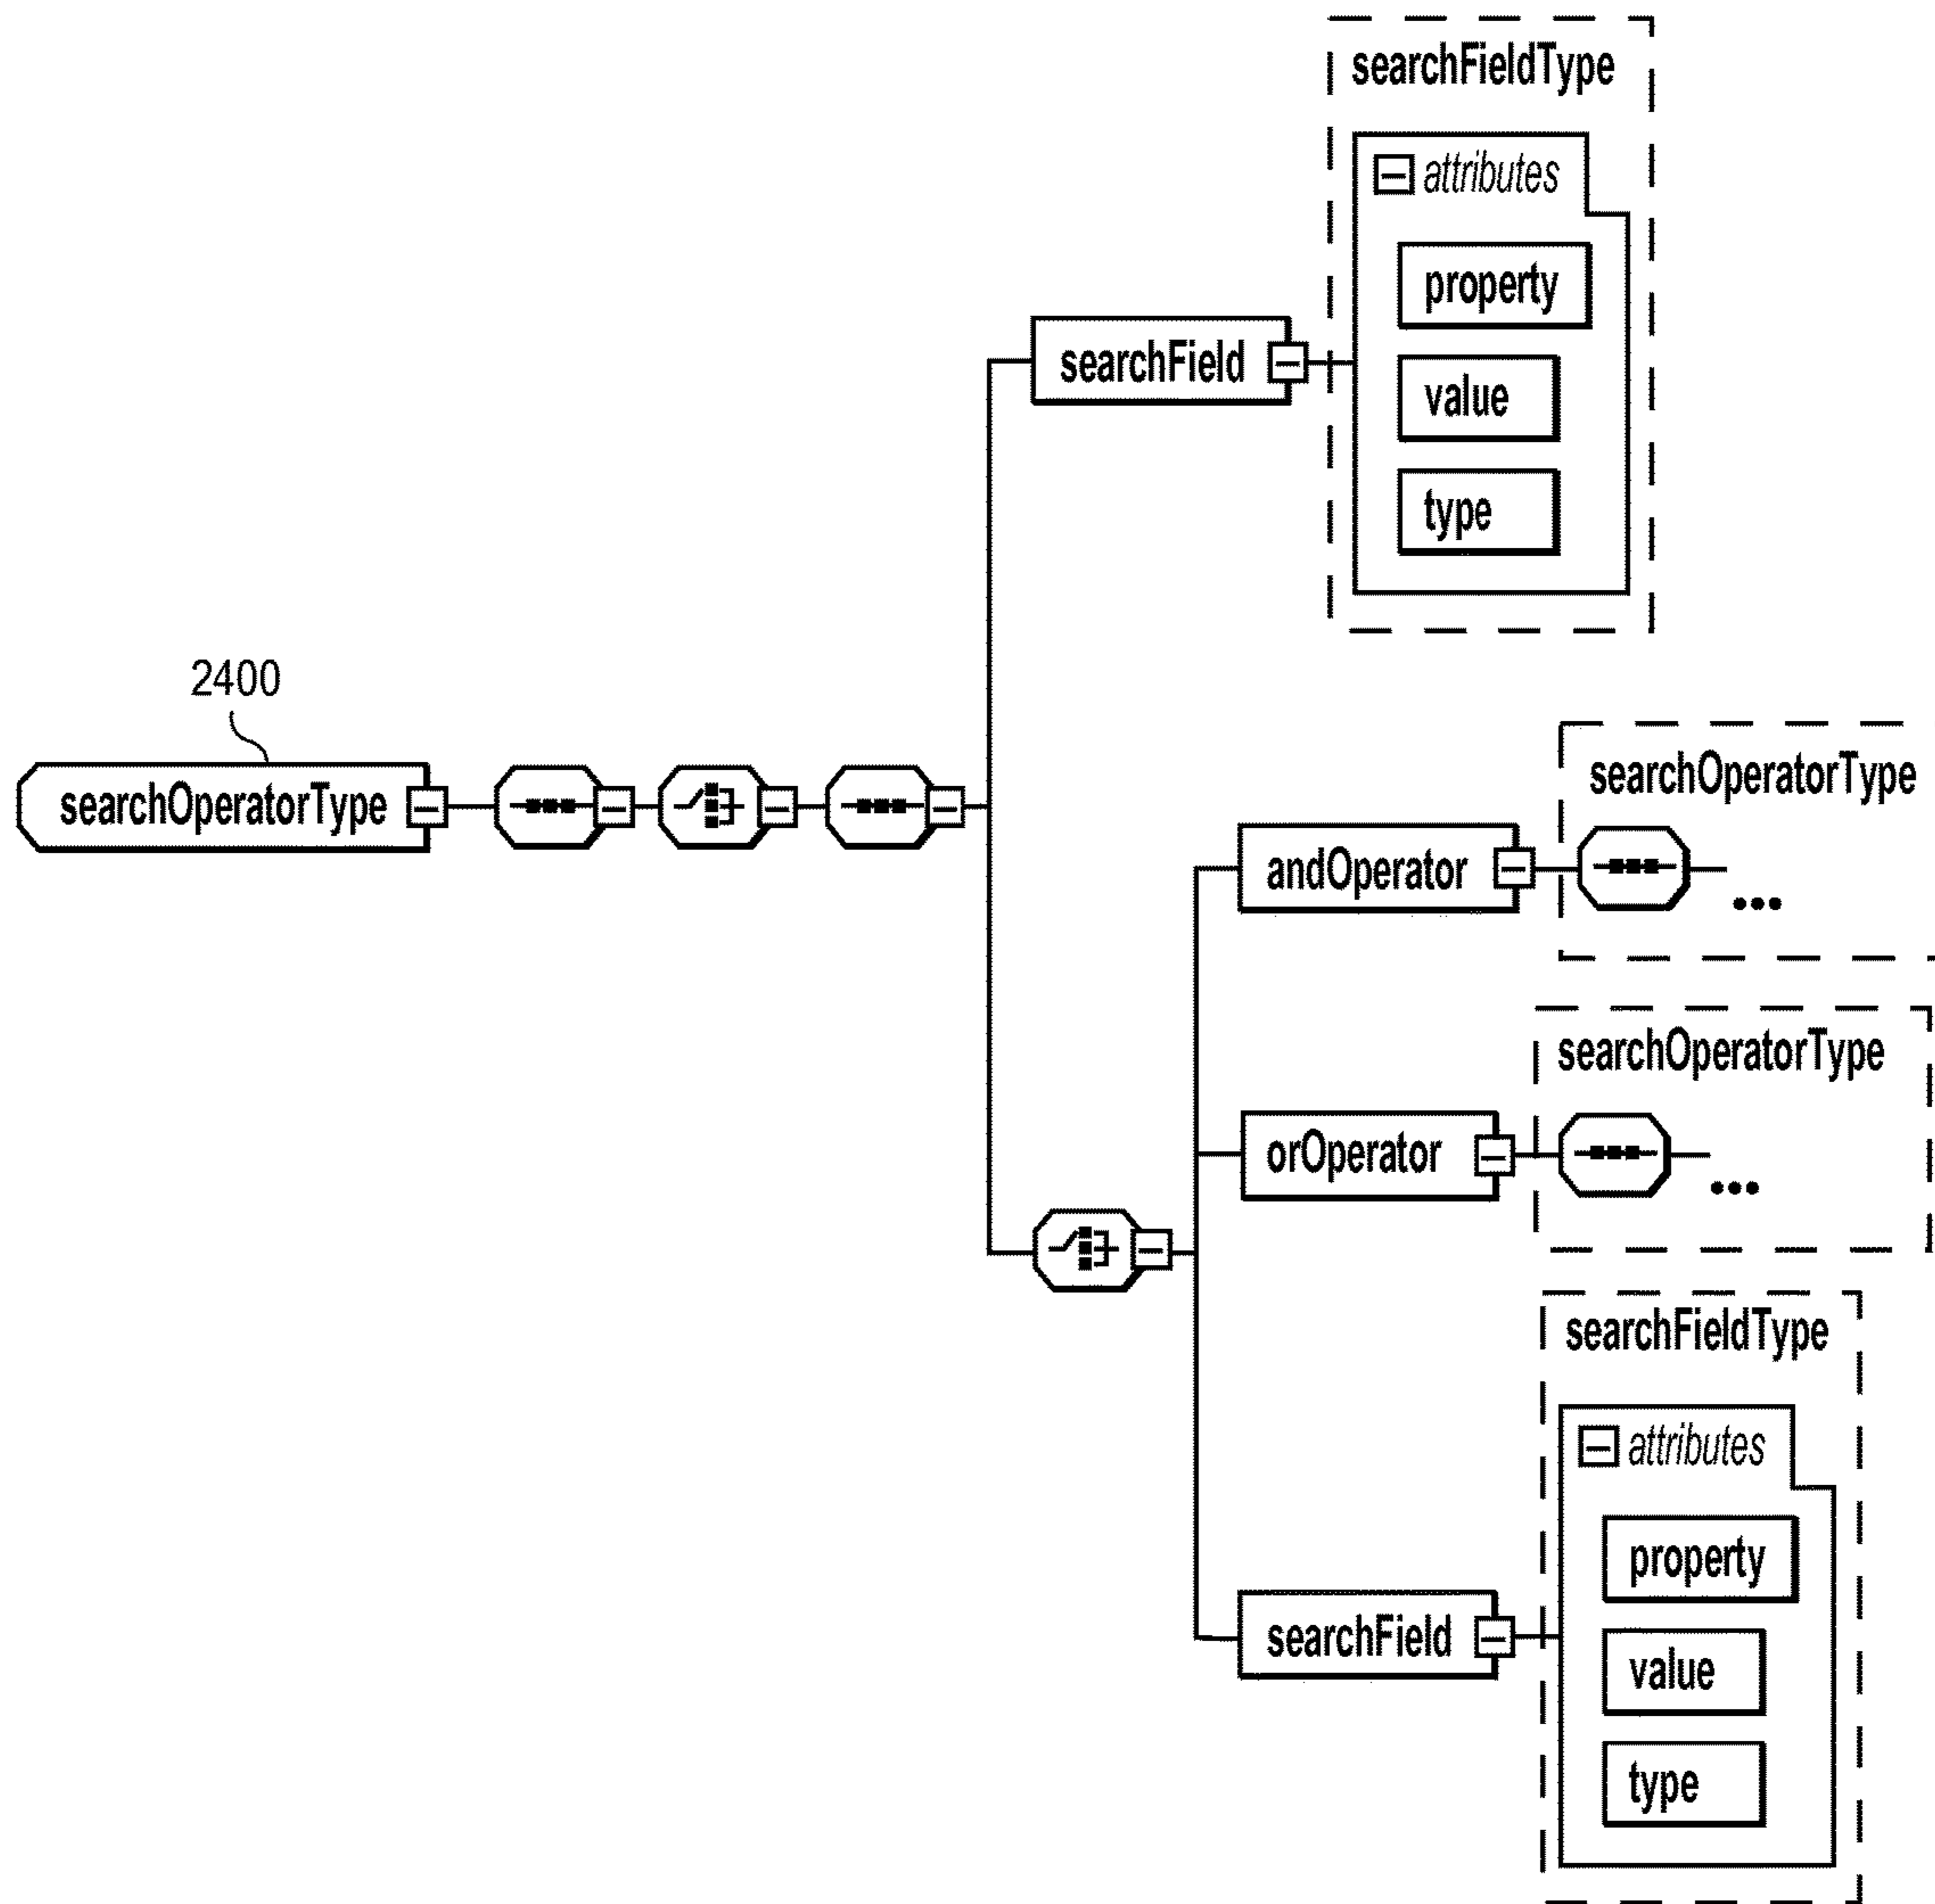 searchFieldType
attributes
property
searchField
value
type
2400
searchOperatorType
searchOperatorType
andOperator
...
searchOperatorType
orOperator
...
searchFieldType
attributes
property
searchField
value
type